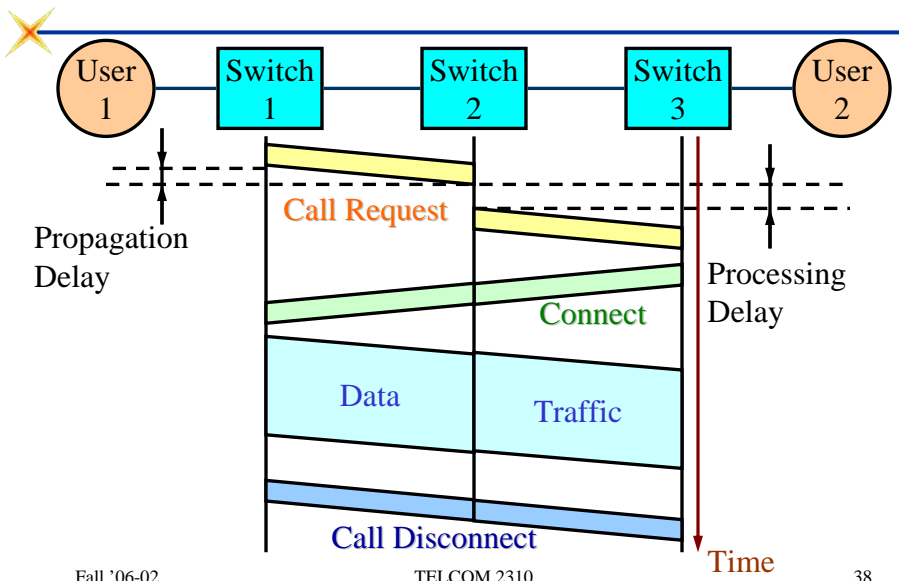 User
1
Switch
1
Switch
2
Switch
3
User
2
Call Request
Propagation
Delay
Processing
Delay
Connect
Data
Traffic
Call Disconnect
Time
Fall ’06-02
TELCOM 2310
38